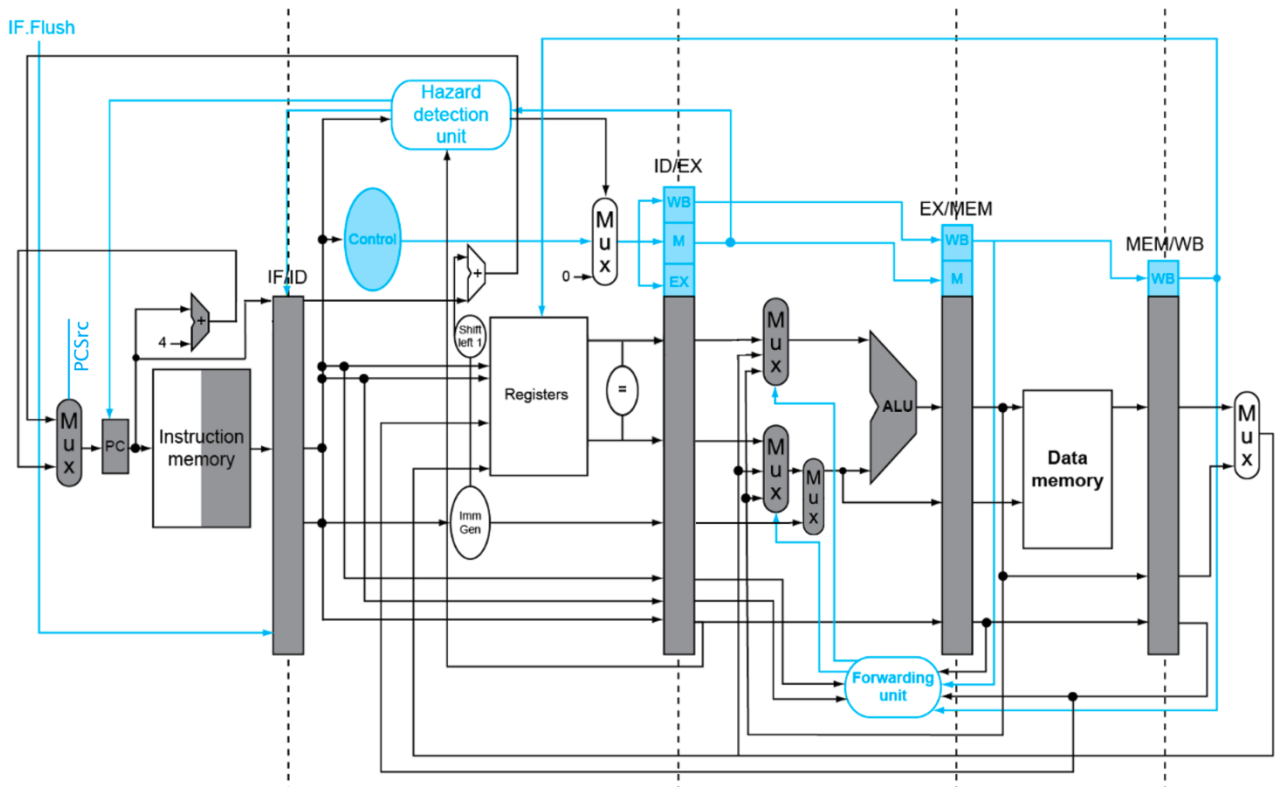 IF.Flush
Hazard
detection
unit
ID/EX
WB
M
EX
EX/MEM
WB
M
MEM/WB
WB
Control
Mux
0
+
IF/ID
+
4
PCSrc
Mux
PC
Instruction
memory
Shift
left 1
Registers
=
Imm
Gen
Mux
Mux
Mux
ALU
Data
memory
Mux
Forwarding
unit